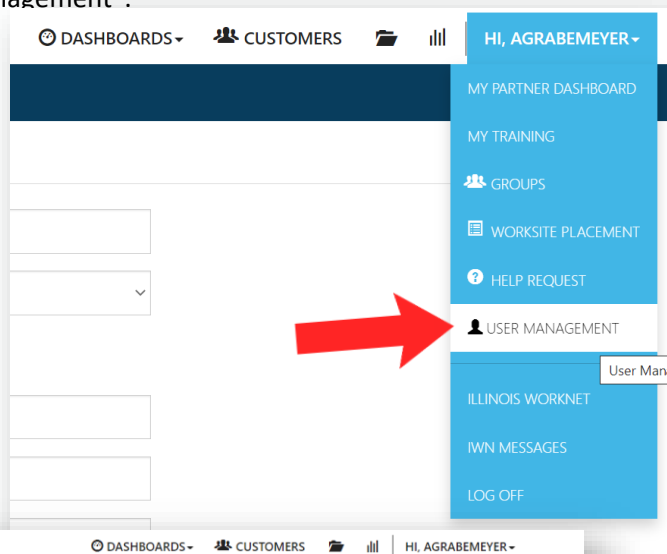 DASHBOARDS CUSTOMERS HI, AGRABEMEYER
MY PARTNER DASHBOARD
MY TRAINING
GROUPS
WORKSITE PLACEMENT
HELP REQUEST
USER MANAGEMENT
User
ILLINOIS WORKNET
IWN MESSAGES
LOG OFF
DASHBOARDS CUSTOMERS HI, AGRABEMEYER